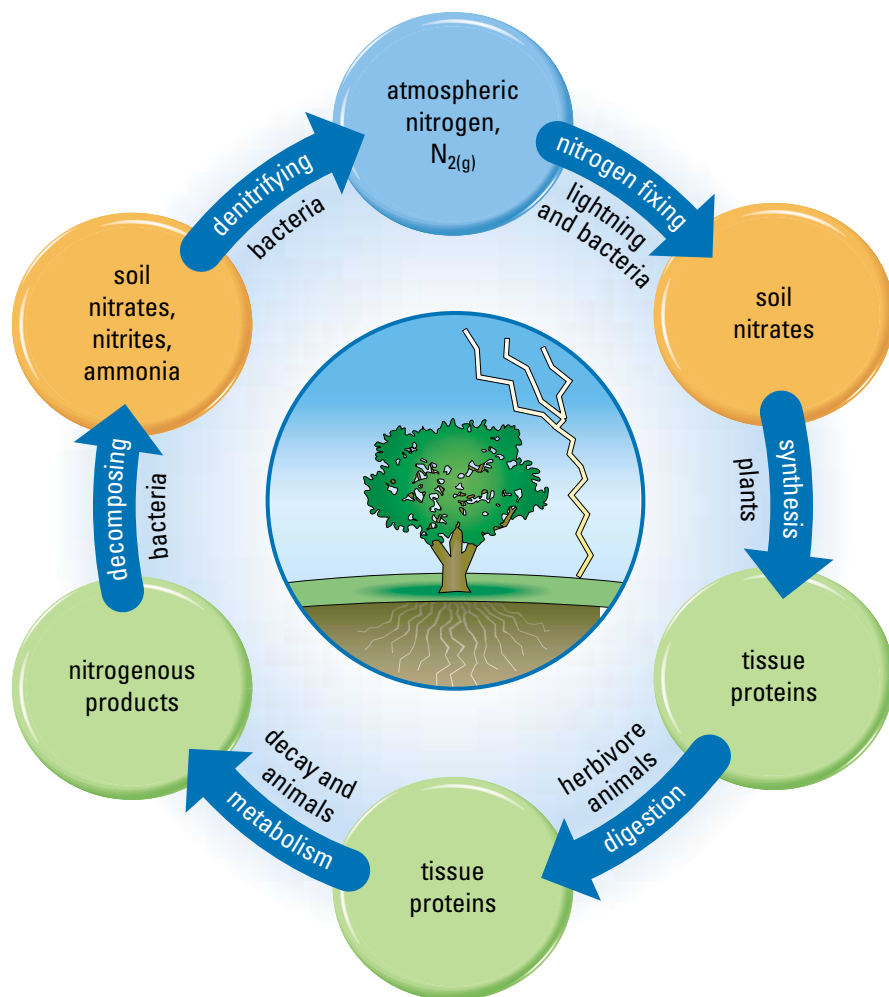 atmospheric
nitrogen,
N2(g)
nitrogen fixing
lightning
and bacteria
soil
nitrates
synthesis
plants
tissue
proteins
herbivore
animals
digestion
tissue
proteins
decay and
animals
metabolism
nitrogenous
products
decomposing
bacteria
soil
nitrates,
nitrites,
ammonia
denitrifying
bacteria